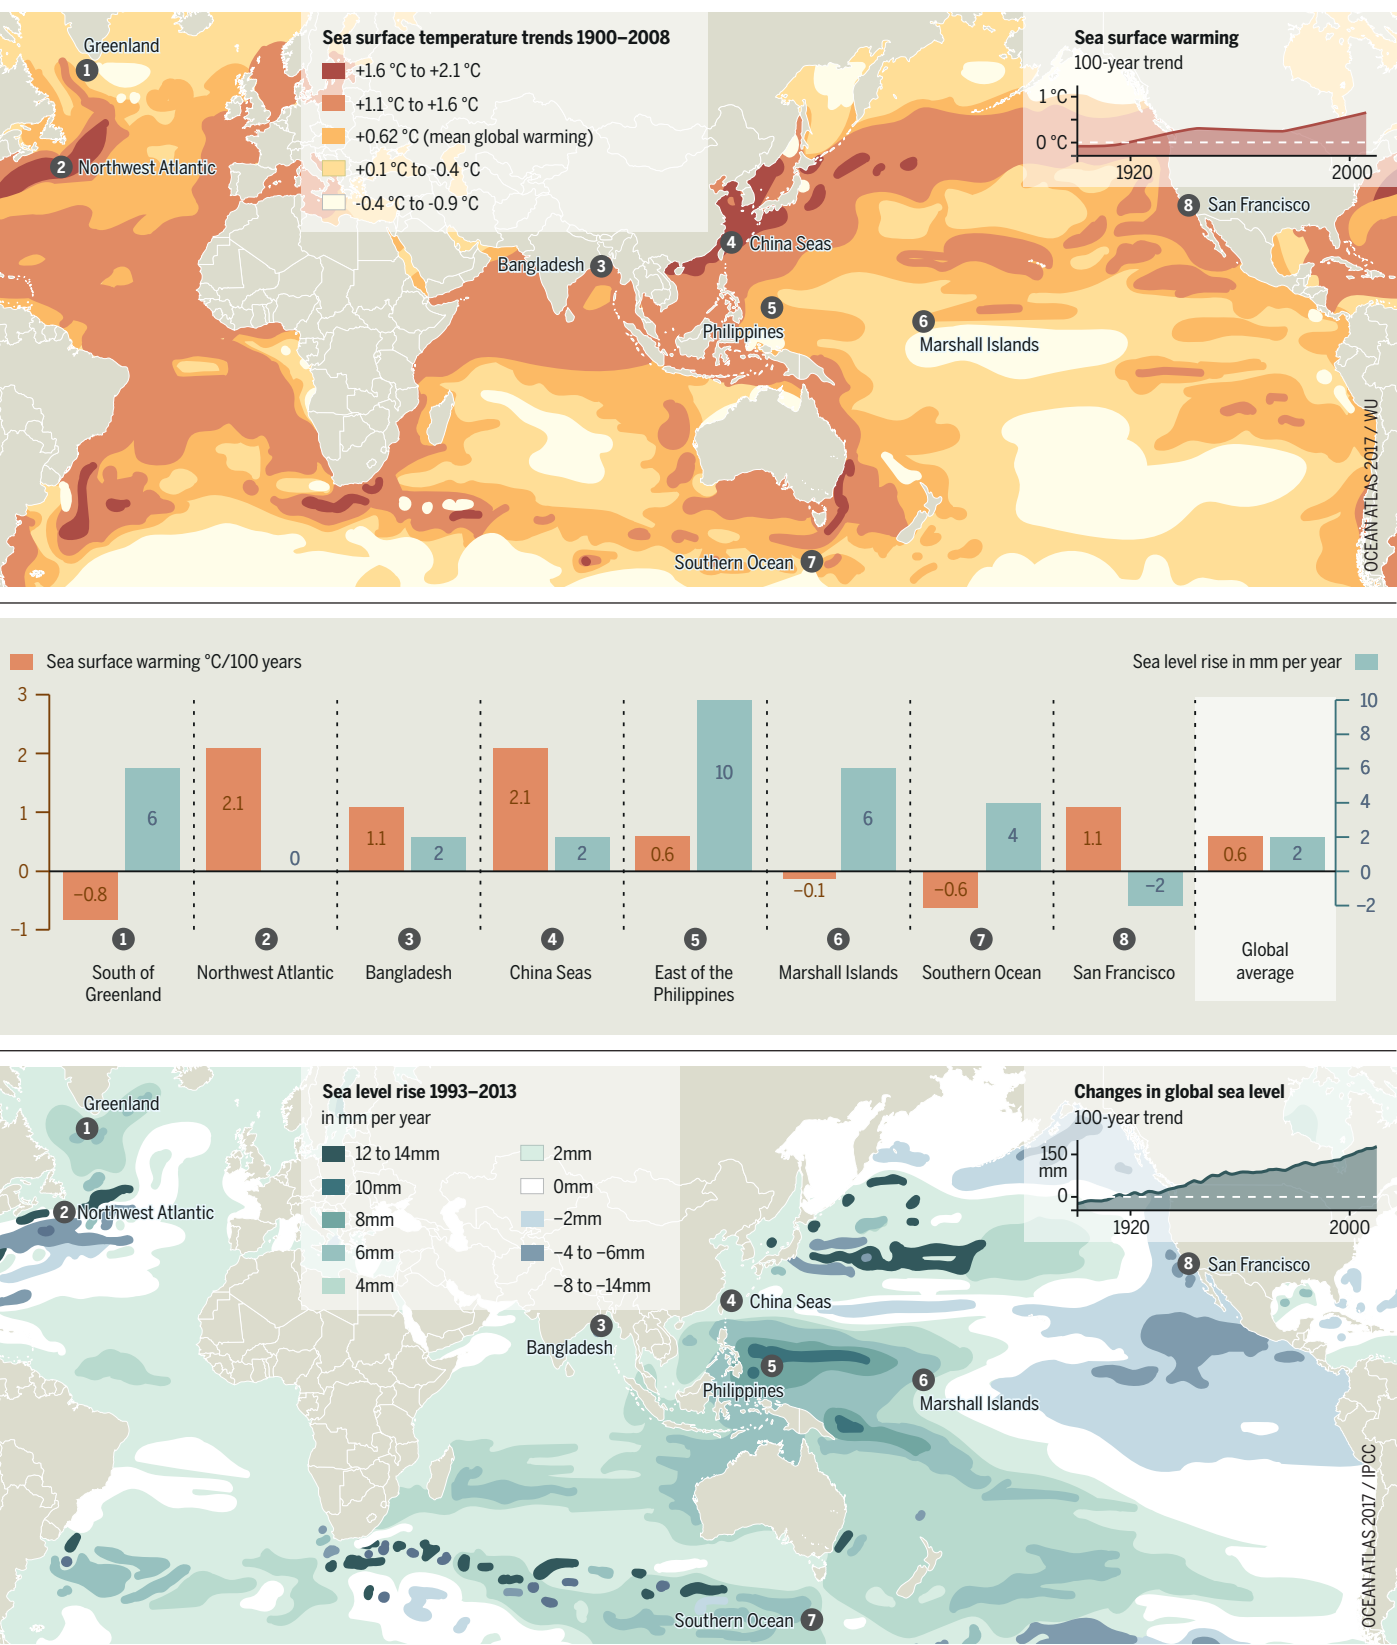 Sea surface temperature trends 1900–2008
+1.6 °C to +2.1 °C
+1.1 °C to +1.6 °C
+0.62 °C (mean global warming)
+0.1 °C to -0.4 °C
-0.4 °C to -0.9 °C
Sea surface warming
100-year trend
1 °C
0 °C
1920
2000
Greenland
1
2 Northwest Atlantic
Bangladesh 3
4 China Seas
5
Philippines
6
Marshall Islands
Southern Ocean 7
8 San Francisco
OCEAN ATLAS 2017 / WU
Sea surface warming °C/100 years
Sea level rise in mm per year
3
2
1
0
−1
10
8
6
4
2
0
−2
−0.8
6
2.1
0
1.1
2
2.1
2
0.6
10
−0.1
6
−0.6
4
1.1
−2
0.6
2
1
South of
Greenland
2
Northwest Atlantic
3
Bangladesh
4
China Seas
5
East of the
Philippines
6
Marshall Islands
7
Southern Ocean
8
San Francisco
Global
average
Sea level rise 1993–2013
in mm per year
12 to 14mm
10mm
8mm
6mm
4mm
2mm
0mm
−2mm
−4 to −6mm
−8 to −14mm
Changes in global sea level
100-year trend
150
mm
0
1920
2000
Greenland
1
2 Northwest Atlantic
3
Bangladesh
4 China Seas
5
Philippines
6
Marshall Islands
Southern Ocean 7
8 San Francisco
OCEAN ATLAS 2017 / IPCC